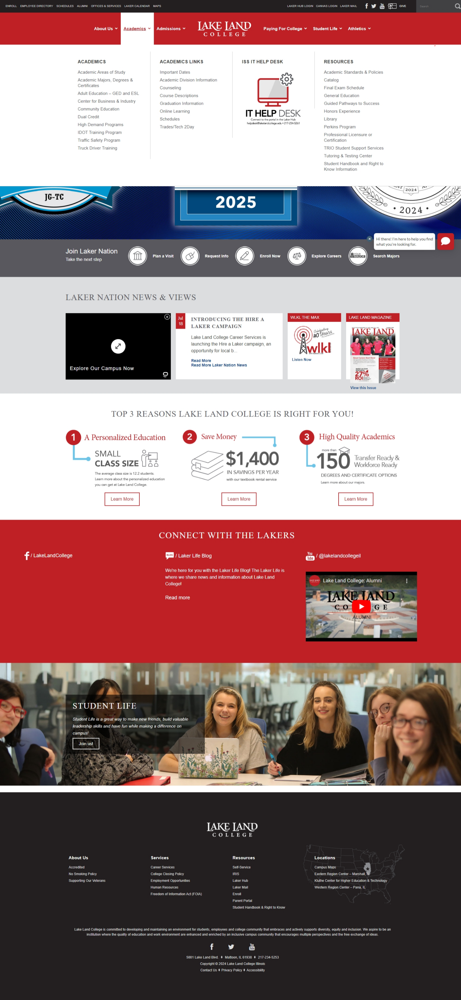 ENROLL EMPLOYEE DIRECTORY SCHEDULES ALUMNI OFFICES & SERVICES LAKER CALENDAR MAPS
LAKER HUB LOGIN CANVAS LOGIN LAKER MAIL GIVE Search
About Us Academics Admissions LAKE LAND COLLEGE Paying For College Student Life Athletics
ACADEMICS
Academic Areas of Study
Academic Majors, Degrees &
Certificates
Adult Education – GED and ESL
Center for Business & Industry
Community Education
Dual Credit
High Demand Programs
IDOT Training Program
Traffic Safety Program
Truck Driver Training
ACADEMICS LINKS
Important Dates
Academic Division Information
Counseling
Course Descriptions
Graduation Information
Online Learning
Schedules
Trades/Tech 2Day
ISS IT HELP DESK
IT HELP DESK
Connect to the portal in the Laker Hub
helpdesk@lakelandcollege.edu • 217-234-5261
RESOURCES
Academic Standards & Policies
Catalog
Final Exam Schedule
General Education
Guided Pathways to Success
Honors Experience
Library
Perkins Program
Professional Licensure or
Certification
TRIO Student Support Services
Tutoring & Testing Center
Student Handbook and Right to
Know Information
JG-TC
2025
2024
• 2024 •
Hi there! I'm here to help you find
what you're looking for.
Join Laker Nation
Take the next step
Plan a Visit
Request Info
Enroll Now
Explore Careers
YOUR
MAJOR
Search Majors
LAKER NATION NEWS & VIEWS
Explore Our Campus Now
Jul
18
INTRODUCING THE HIRE A
LAKER CAMPAIGN
Lake Land College Career Services is
launching the Hire a Laker campaign, an
opportunity for local b...
Read More
Read More Laker Nation News
WLKL THE MAX
Celebrating
40 Years
wlkl
Listen Now
LAKE LAND MAGAZINE
LAKE LAND
Great Careers Start Here!
INVEST IN YOUR
EDUCATION
27%
ROI
View this Issue
TOP 3 REASONS LAKE LAND COLLEGE IS RIGHT FOR YOU!
1 A Personalized Education
SMALL
CLASS SIZE
The average class size is 12.2 students.
Learn more about the personalized education
you can get at Lake Land College.
Learn More
2 Save Money
$1,400
IN SAVINGS PER YEAR
with our textbook rental service
Learn More
3 High Quality Academics
more than
150 Transfer Ready &
Workforce Ready
DEGREES AND CERTIFICATE OPTIONS
Learn more about our majors.
Learn More
CONNECT WITH THE LAKERS
/ LakeLandCollege
BLOG / Laker Life Blog
We're here for you with the Laker Life Blog! The Laker Life is
where we share news and information about Lake Land
College!
Read more
You
Tube / @lakelandcollegeil
LAKE LAND Lake Land College: Alumni
LAKE LAND
CO GE
ALUMNI
STUDENT LIFE
Student Life is a great way to make new friends, build valuable
leadership skills and have fun while making a difference on
campus!
Join us!
LAKE LAND
COLLEGE
About Us
Accredited
No Smoking Policy
Supporting Our Veterans
Services
Career Services
College Closing Policy
Employment Opportunities
Human Resources
Freedom of Information Act (FOIA)
Resources
Self-Service
IRIS
Laker Hub
Laker Mail
Enroll
Parent Portal
Student Handbook & Right to Know
Locations
Campus Maps
Eastern Region Center – Marshall, IL
Kluthe Center for Higher Education & Technology
Western Region Center – Pana, IL
Lake Land College is committed to developing and maintaining an environment for students, employees and college community that embraces and actively supports diversity, equity and inclusion. We aspire to be an
institution where the quality of education and work environment are enhanced and enriched by an inclusive campus community that encourages multiple perspectives and the free exchange of ideas.
You
Tube
5001 Lake Land Blvd. ♦ Mattoon, IL 61938 ♦ 217-234-5253
Copyright © 2024 Lake Land College Illinois
Contact Us ♦ Privacy Policy ♦ Accessibility